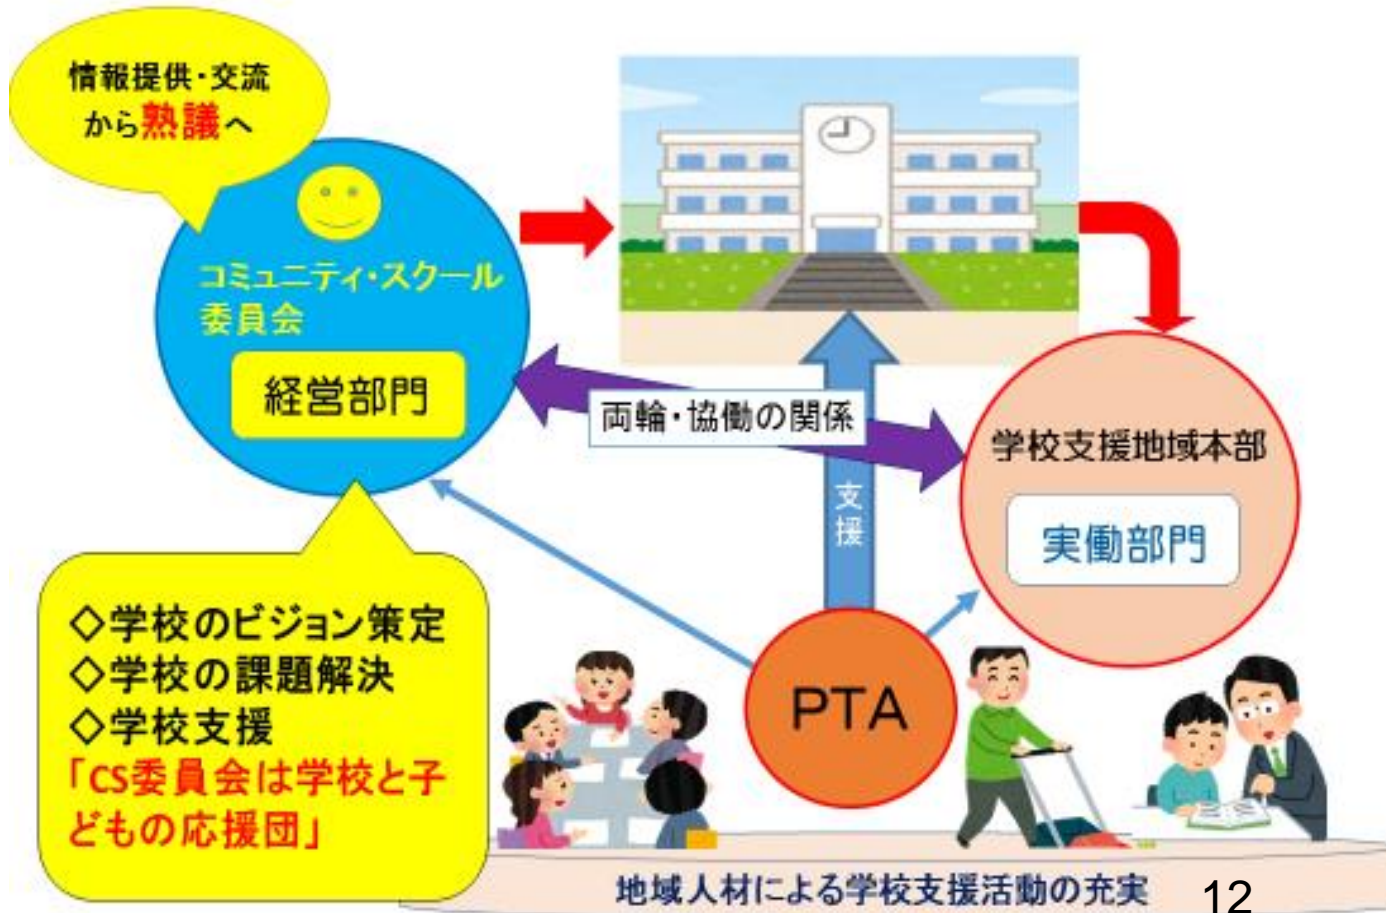 情報提供・交流
から熟議へ
コミュニティ・スクール
委員会
経営部門
両輪・協働の関係
学校支援地域本部
実働部門
支
援
PTA
◇学校のビジョン策定
◇学校の課題解決
◇学校支援
「CS委員会は学校と子
どもの応援団」
地域人材による学校支援活動の充実
12